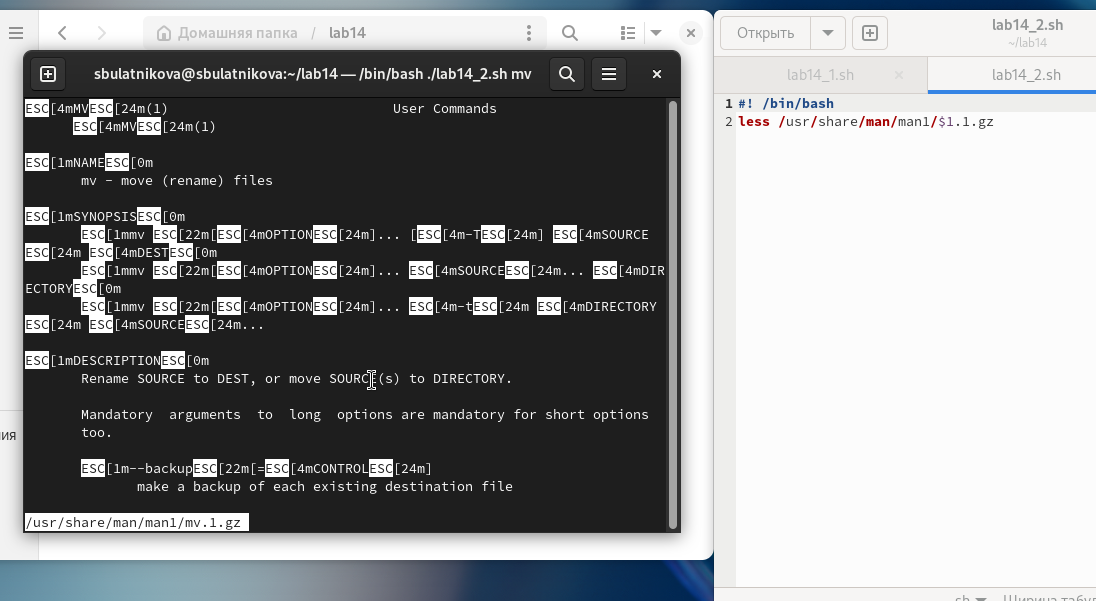 Домашняя папка / lab14
sbulatnikova@sbulatnikova:~/lab14 — /bin/bash ./lab14_2.sh mv
ESC[4mMVESC[24m(1) User Commands
ESC[4mMVESC[24m(1)
ESC[1mNAMEESC[0m
mv - move (rename) files
ESC[1mSYNOPSISESC[0m
ESC[1mmv ESC[22m[ESC[4mOPTIONESC[24m]... [ESC[4m-TESC[24m] ESC[4mSOURCE
ESC[24m ESC[4mDESTESC[0m
ESC[1mmv ESC[22m[ESC[4mOPTIONESC[24m]... ESC[4mSOURCEESC[24m... ESC[4mDIR
ECTORYESC[0m
ESC[1mmv ESC[22m[ESC[4mOPTIONESC[24m]... ESC[4m-tESC[24m ESC[4mDIRECTORY
ESC[24m ESC[4mSOURCEESC[24m...
ESC[1mDESCRIPTIONESC[0m
Rename SOURCE to DEST, or move SOURCE(s) to DIRECTORY.
Mandatory arguments to long options are mandatory for short options
too.
ESC[1m--backupESC[22m[=ESC[4mCONTROLESC[24m]
make a backup of each existing destination file
/usr/share/man/man1/mv.1.gz
Открыть
lab14_2.sh
~/lab14
lab14_1.sh
lab14_2.sh
1 #! /bin/bash
2 less /usr/share/man/man1/$1.1.gz
sh
Ширина